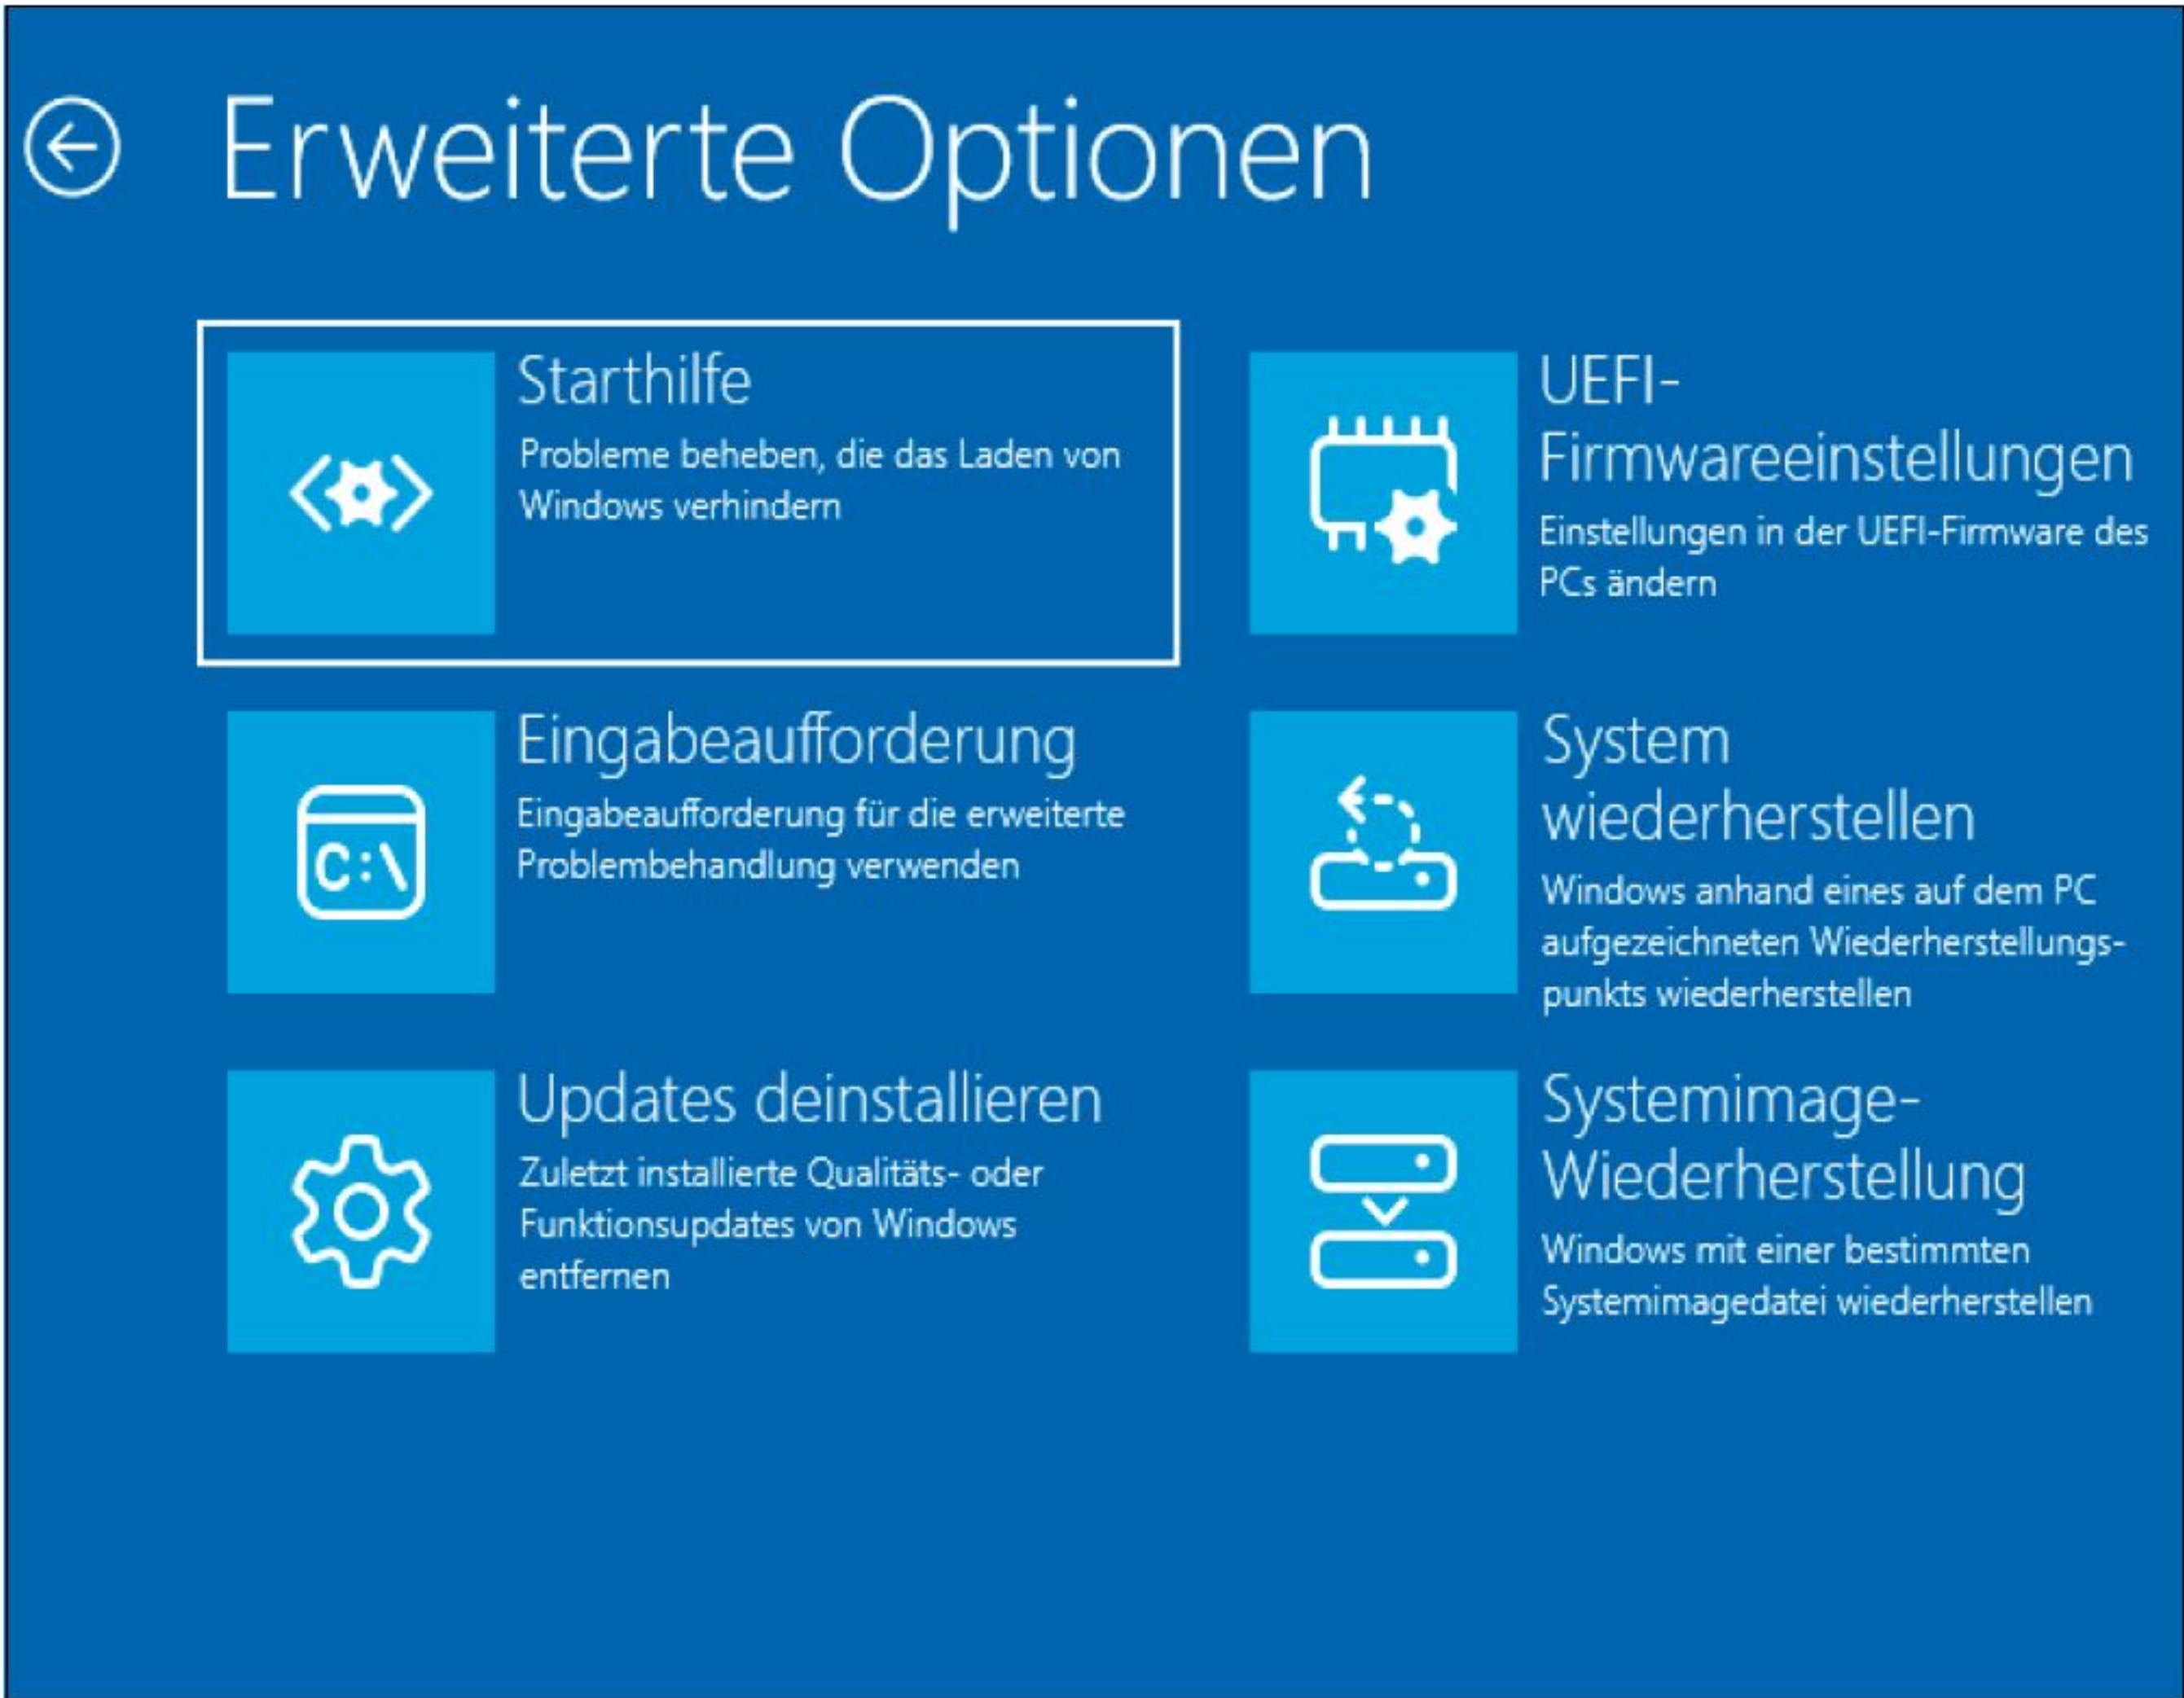 Erweiterte Optionen
Starthilfe
Probleme beheben, die das Laden von
Windows verhindern
Eingabeaufforderung
Eingabeaufforderung für die erweiterte
Problembehandlung verwenden
C:\
Updates deinstallieren
Zuletzt installierte Qualitäts- oder
Funktionsupdates von Windows
entfernen
UEFI-
Firmwareeinstellungen
Einstellungen in der UEFI-Firmware des
PCs ändern
System
wiederherstellen
Windows anhand eines auf dem PC
aufgezeichneten Wiederherstellungs-
punkts wiederherstellen
Systemimage-
Wiederherstellung
Windows mit einer bestimmten
Systemimagedatei wiederherstellen